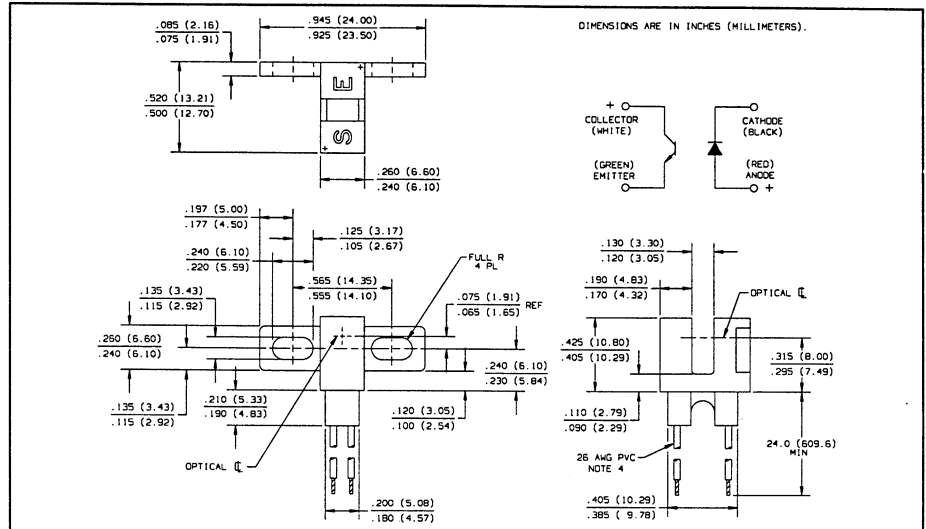 DIMENSIONS ARE IN INCHES (MILLIMETERS).
.085 (2.16)
.075 (1.91)
.945 (24.00)
.925 (23.50)
.520 (13.21)
.500 (12.70)
E
S
.260 (6.60)
.240 (6.10)
+
COLLECTOR
(WHITE)
(GREEN)
EMITTER
CATHODE
(BLACK)
(RED)
ANODE +
.197 (5.00)
.177 (4.50)
.125 (3.17)
.105 (2.67)
.240 (6.10)
.220 (5.59)
.565 (14.35)
.555 (14.10)
FULL R
4 PL
.135 (3.43)
.115 (2.92)
.075 (1.91)
.065 (1.65) REF
.260 (6.60)
.240 (6.10)
.240 (6.10)
.230 (5.84)
.135 (3.43)
.115 (2.92)
.210 (5.33)
.190 (4.83)
.120 (3.05)
.100 (2.54)
OPTICAL ℄
.200 (5.08)
.180 (4.57)
.130 (3.30)
.120 (3.05)
.190 (4.83)
.170 (4.32)
OPTICAL ℄
.425 (10.80)
.405 (10.29)
.315 (8.00)
.295 (7.49)
.110 (2.79)
.090 (2.29)
26 AWG PVC
NOTE 4
24.0 (609.6)
MIN
.405 (10.29)
.385 ( 9.78)